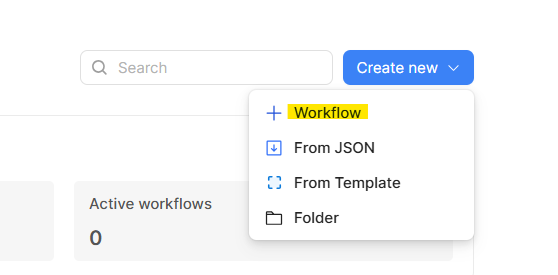 Search
Create new
Workflow
From JSON
From Template
Active workflows
Folder
0